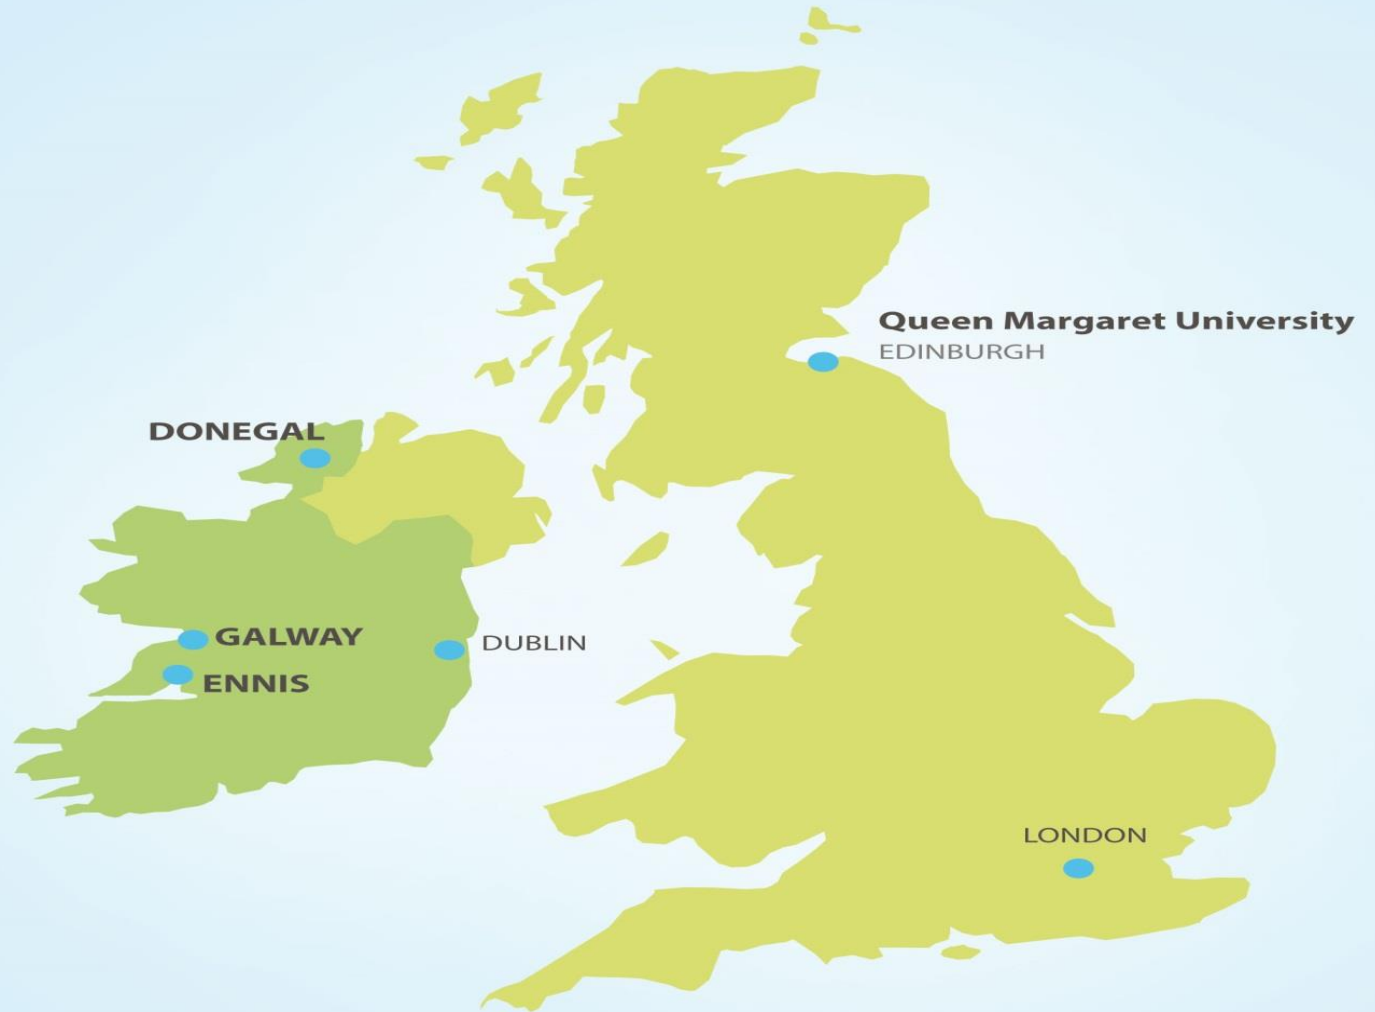 Queen Margaret University
EDINBURGH
DONEGAL
GALWAY
DUBLIN
ENNIS
LONDON